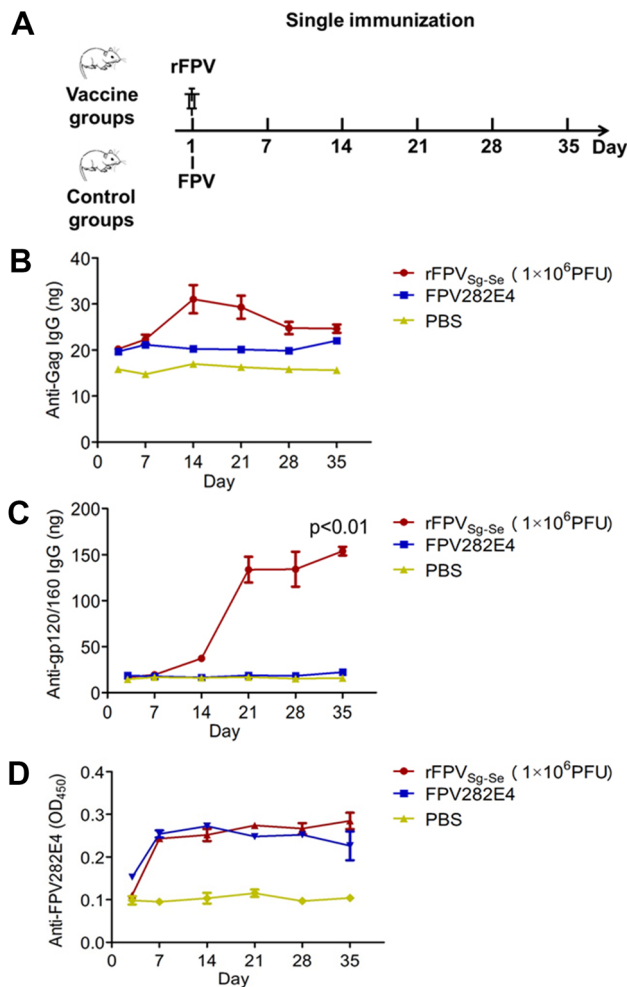 A
Single immunization
rFPV
Vaccine
groups
1 7 14 21 28 35 Day
FPV
Control
groups
B
Anti-Gag IgG (ng)
40
30
20
10
0
0 7 14 21 28 35
Day
rFPVSg-Se ( 1×10⁶PFU)
FPV282E4
PBS
C
Anti-gp120/160 IgG (ng)
200
150
100
50
0
0 7 14 21 28 35
Day
p<0.01
rFPVSg-Se ( 1×10⁶PFU)
FPV282E4
PBS
D
Anti-FPV282E4 (OD450)
0.4
0.3
0.2
0.1
0.0
0 7 14 21 28 35
Day
rFPVSg-Se ( 1×10⁶PFU)
FPV282E4
PBS